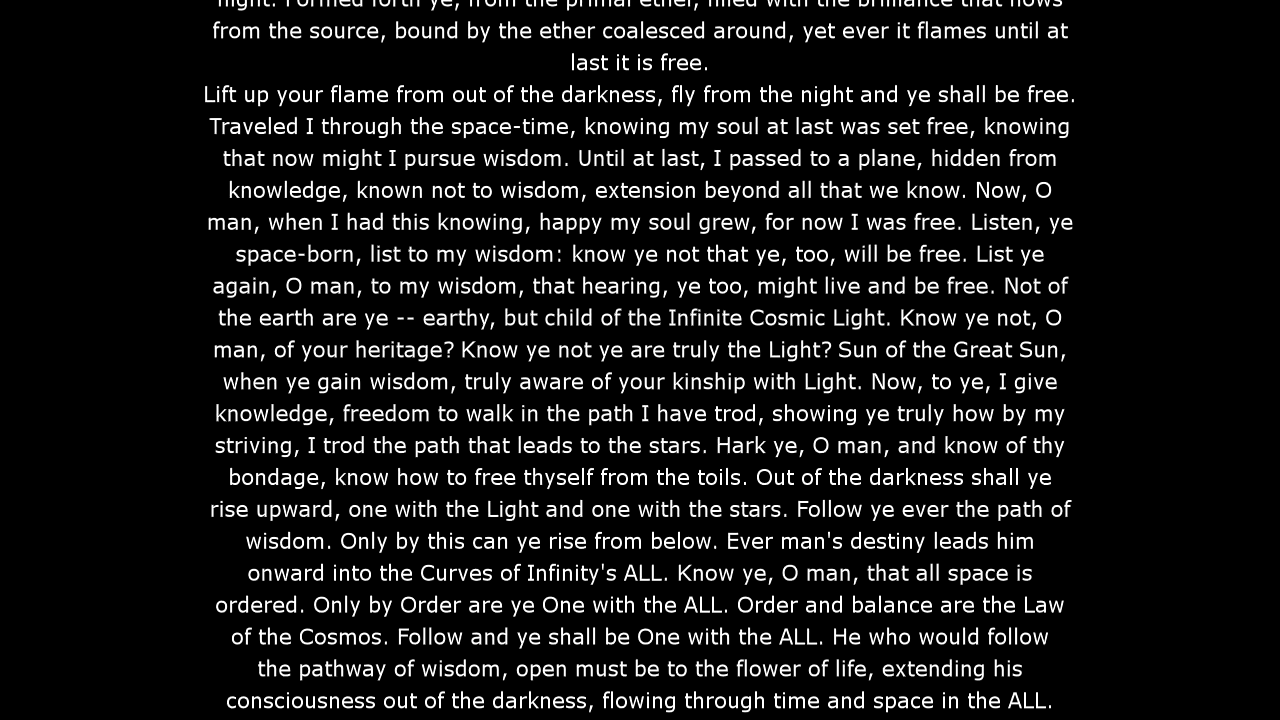 night. Formed forth ye, from the primal ether, filled with the brilliance that flows
from the source, bound by the ether coalesced around, yet ever it flames until at
last it is free.
Lift up your flame from out of the darkness, fly from the night and ye shall be free.
Traveled I through the space-time, knowing my soul at last was set free, knowing
that now might I pursue wisdom. Until at last, I passed to a plane, hidden from
knowledge, known not to wisdom, extension beyond all that we know. Now, O
man, when I had this knowing, happy my soul grew, for now I was free. Listen, ye
space-born, list to my wisdom: know ye not that ye, too, will be free. List ye
again, O man, to my wisdom, that hearing, ye too, might live and be free. Not of
the earth are ye -- earthy, but child of the Infinite Cosmic Light. Know ye not, O
man, of your heritage? Know ye not ye are truly the Light? Sun of the Great Sun,
when ye gain wisdom, truly aware of your kinship with Light. Now, to ye, I give
knowledge, freedom to walk in the path I have trod, showing ye truly how by my
striving, I trod the path that leads to the stars. Hark ye, O man, and know of thy
bondage, know how to free thyself from the toils. Out of the darkness shall ye
rise upward, one with the Light and one with the stars. Follow ye ever the path of
wisdom. Only by this can ye rise from below. Ever man's destiny leads him
onward into the Curves of Infinity's ALL. Know ye, O man, that all space is
ordered. Only by Order are ye One with the ALL. Order and balance are the Law
of the Cosmos. Follow and ye shall be One with the ALL. He who would follow
the pathway of wisdom, open must be to the flower of life, extending his
consciousness out of the darkness, flowing through time and space in the ALL.